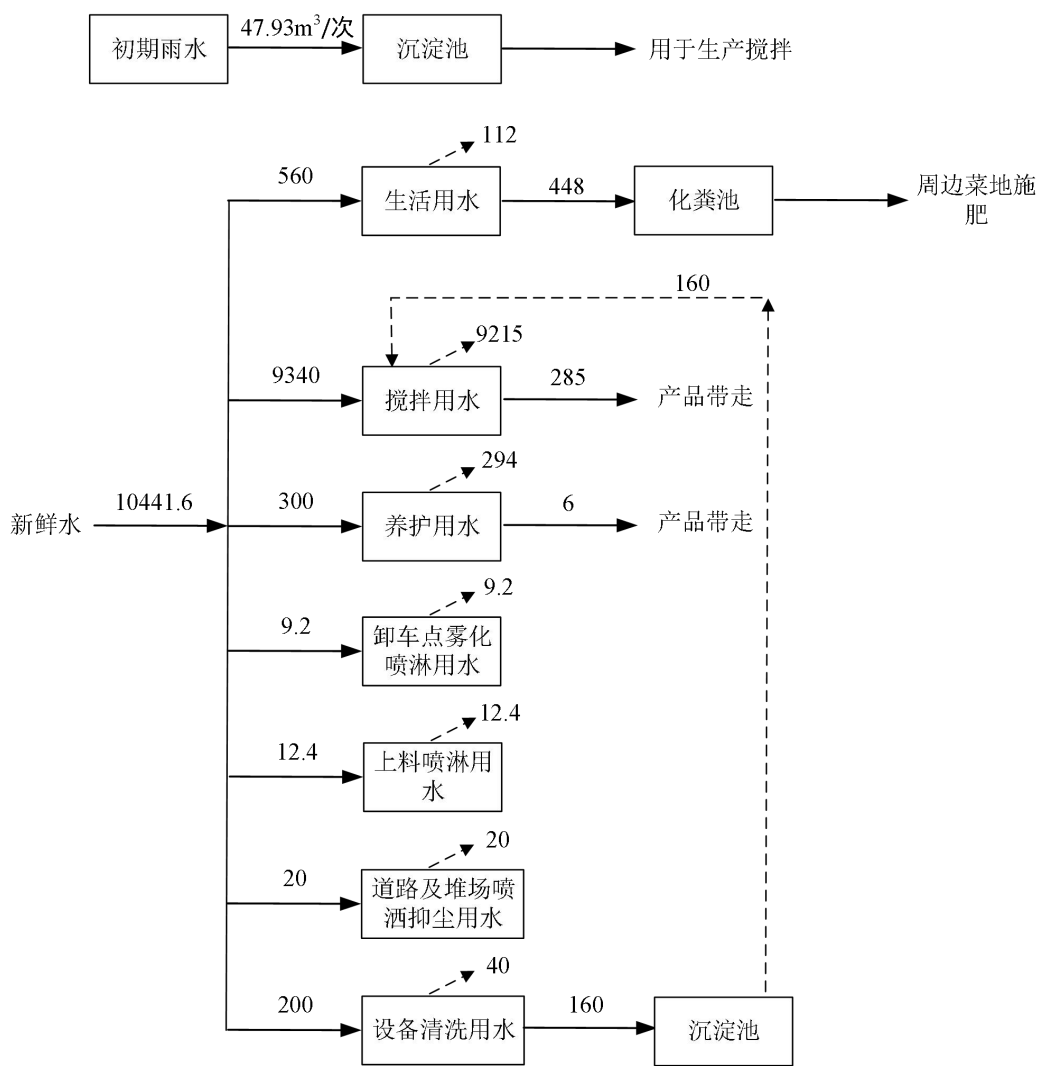 初期雨水
47.93m³/次
沉淀池
用于生产搅拌
112
560
生活用水
448
化粪池
周边菜地施
肥
160
9215
9340
搅拌用水
285
产品带走
294
新鲜水
10441.6
300
养护用水
6
产品带走
9.2
9.2
卸车点雾化
喷淋用水
12.4
12.4
上料喷淋用
水
20
20
道路及堆场喷
洒抑尘用水
40
200
设备清洗用水
160
沉淀池